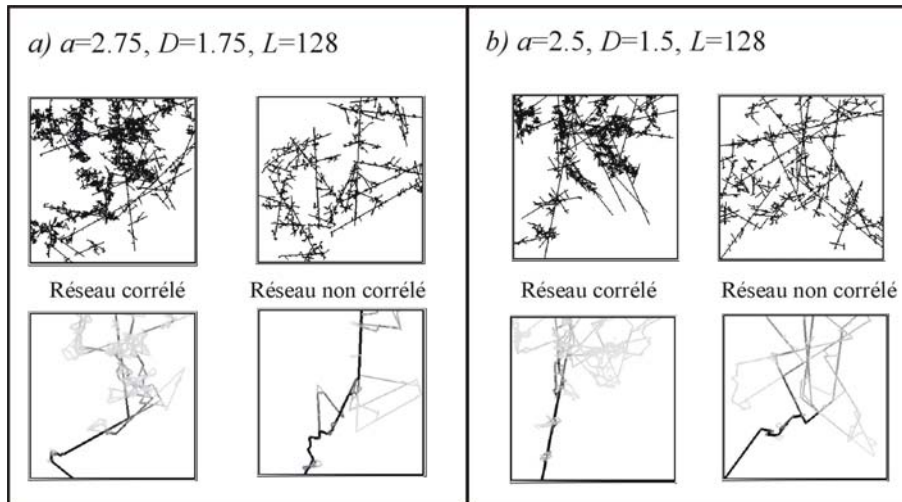 a) a=2.75, D=1.75, L=128
Réseau corrélé
Réseau non corrélé
b) a=2.5, D=1.5, L=128
Réseau corrélé
Réseau non corrélé